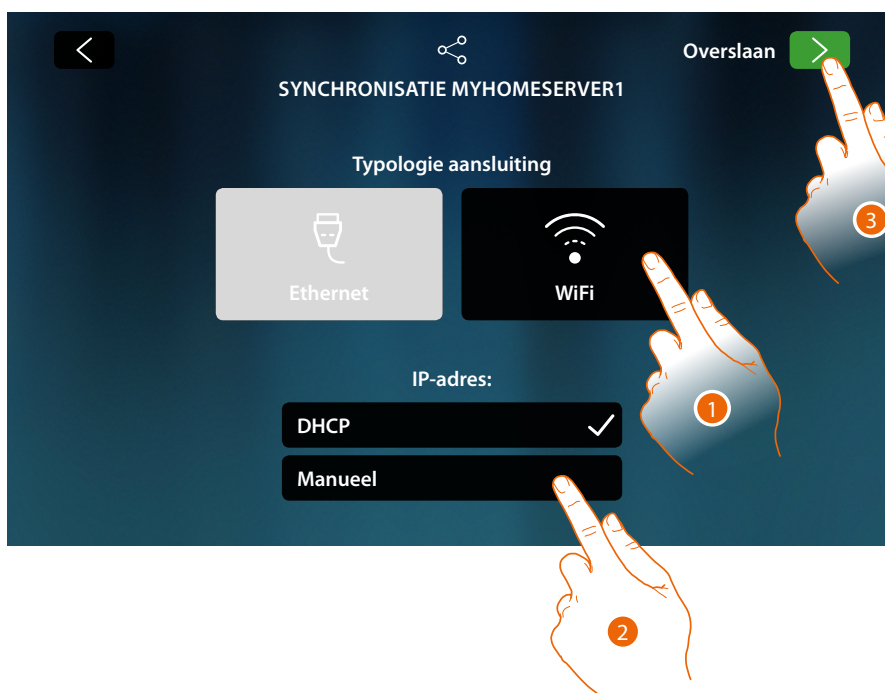 Overslaan
SYNCHRONISATIE MYHOMESERVER1
Typologie aansluiting
Ethernet
WiFi
IP-adres:
DHCP
Manueel
1
2
3